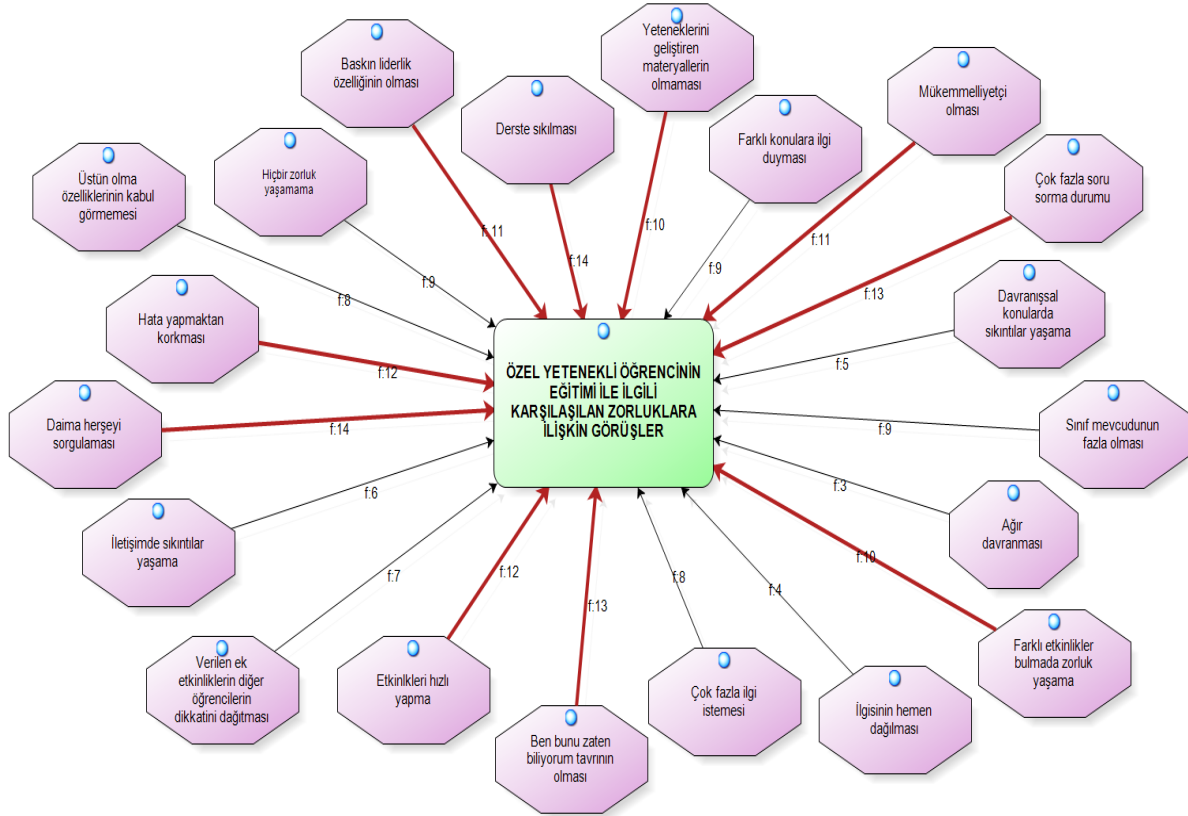 Yeteneklerini
geliştiren
materyallerin
olmaması
Baskın liderlik
özelliğinin olması
Derste sıkılması
Farklı konulara ilgi
duyması
Mükemmelliyetçi
olması
Hiçbir zorluk
yaşamama
Üstün olma
özelliklerinin kabul
görmemesi
Çok fazla soru
sorma durumu
f:11
f:14
f:10
f:9
f:11
f:9
f:8
f:13
Hata yapmaktan
korkması
f:12
Davranışsal
konularda
sıkıntılar yaşama
f:5
ÖZEL YETENEKLİ ÖĞRENCİNİN
EĞİTİMİ İLE İLGİLİ
KARŞILAŞILAN ZORLUKLARA
İLİŞKİN GÖRÜŞLER
Daima herşeyi
sorgulaması
f:14
Sınıf mevcudunun
fazla olması
f:9
İletişimde sıkıntılar
yaşama
f:6
Ağır
davranması
f:3
f:7
f:12
f:13
f:8
f:4
f:10
Verilen ek
etkinliklerin diğer
öğrencilerin
dikkatini dağıtması
Etkinlkleri hızlı
yapma
Ben bunu zaten
biliyorum tavrının
olması
Çok fazla ilgi
istemesi
İlgisinin hemen
dağılması
Farklı etkinlikler
bulmada zorluk
yaşama